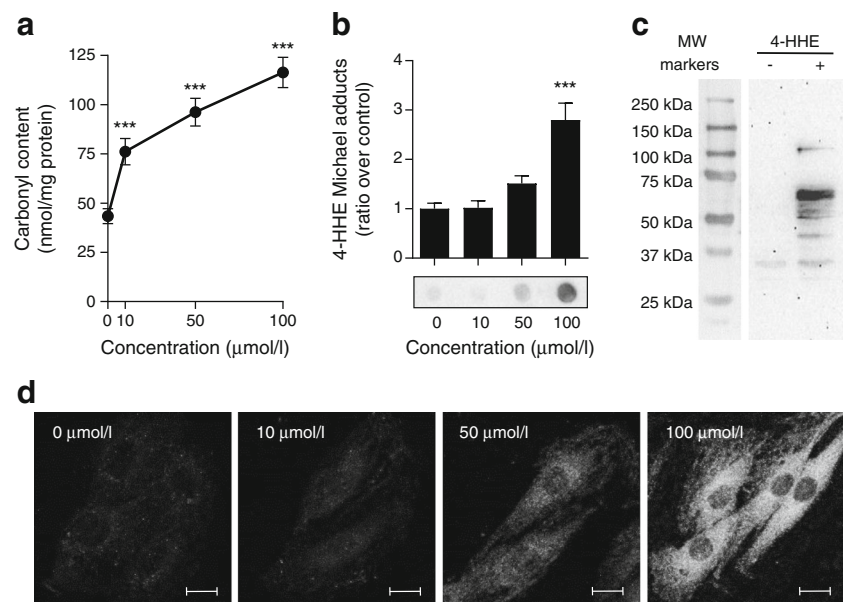 a
Carbonyl content
(nmol/mg protein)
125
100
75
50
25
0
***
***
***
0 10 50 100
Concentration (μmol/l)
b
4-HHE Michael adducts
(ratio over control)
4
3
2
1
0
***
0 10 50 100
Concentration (μmol/l)
c
MW
markers
4-HHE
- +
250 kDa
150 kDa
100 kDa
75 kDa
50 kDa
37 kDa
25 kDa
d
0 μmol/l
10 μmol/l
50 μmol/l
100 μmol/l